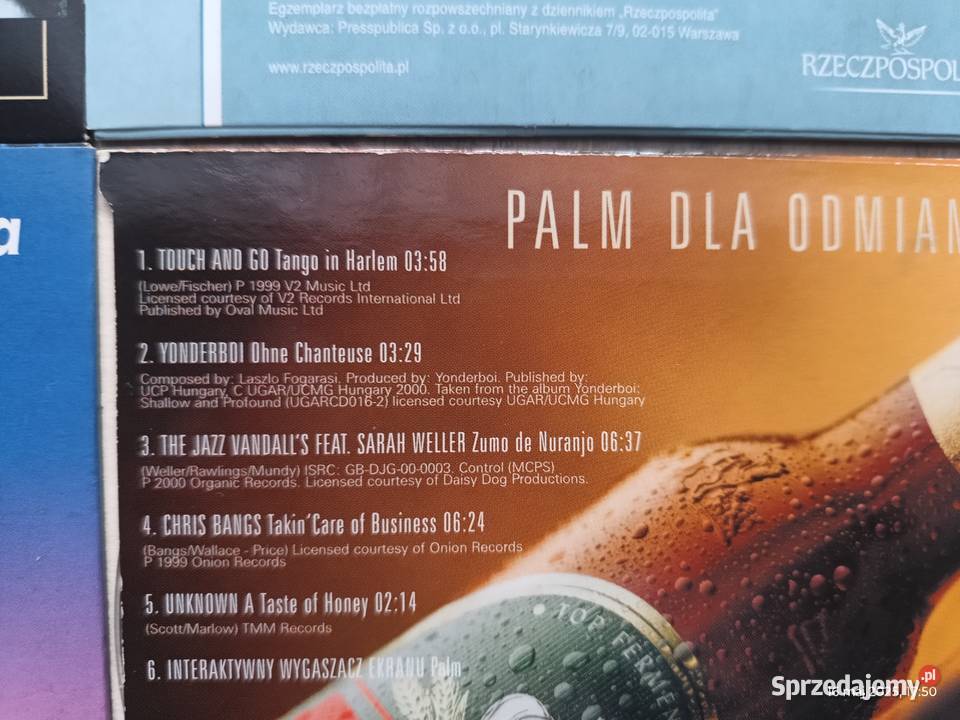 Egzemplarz bezpłatny rozpowszechniany z dziennikiem „Rzeczpospolita"
Wydawca: Presspublica Sp. z o.o., pl. Starynkiewicza 7/9, 02-015 Warszawa
www.rzeczpospolita.pl
RZECZPOSPOL
a
PALM DLA ODMIAN
1. TOUCH AND GO Tango in Harlem 03:58
(Lowe/Fischer) P 1999 V2 Music Ltd
Licensed courtesy of V2 Records International Ltd
Published by Oval Music Ltd
2. YONDERBOI Ohne Chanteuse 03:29
Composed by: Laszlo Fogarasi. Produced by: Yonderboi. Published by:
UCP Hungary, C UGAR/UCMG Hungary 2000. Taken from the album Yonderboi:
Shallow and Profound (UGARCD016-2) licensed courtesy UGAR/UCMG Hungary
3. THE JAZZ VANDALL'S FEAT. SARAH WELLER Zumo de Nuranjo 06:37
(Weller/Rawlings/Mundy) ISRC: GB-DJG-00-0003. Control (MCPS)
P 2000 Organic Records. Licensed courtesy of Daisy Dog Productions.
4. CHRIS BANGS Takin'Care of Business 06:24
(Bangs/Wallace - Price) Licensed courtesy of Onion Records
P 1999 Onion Records
5. UNKNOWN A Taste of Honey 02:14
(Scott/Marlow) TMM Records
6. INTERAKTYWNY WYGASZACZ EKRANU Palm
TOP FERMEN
Sprzedajemy.pl